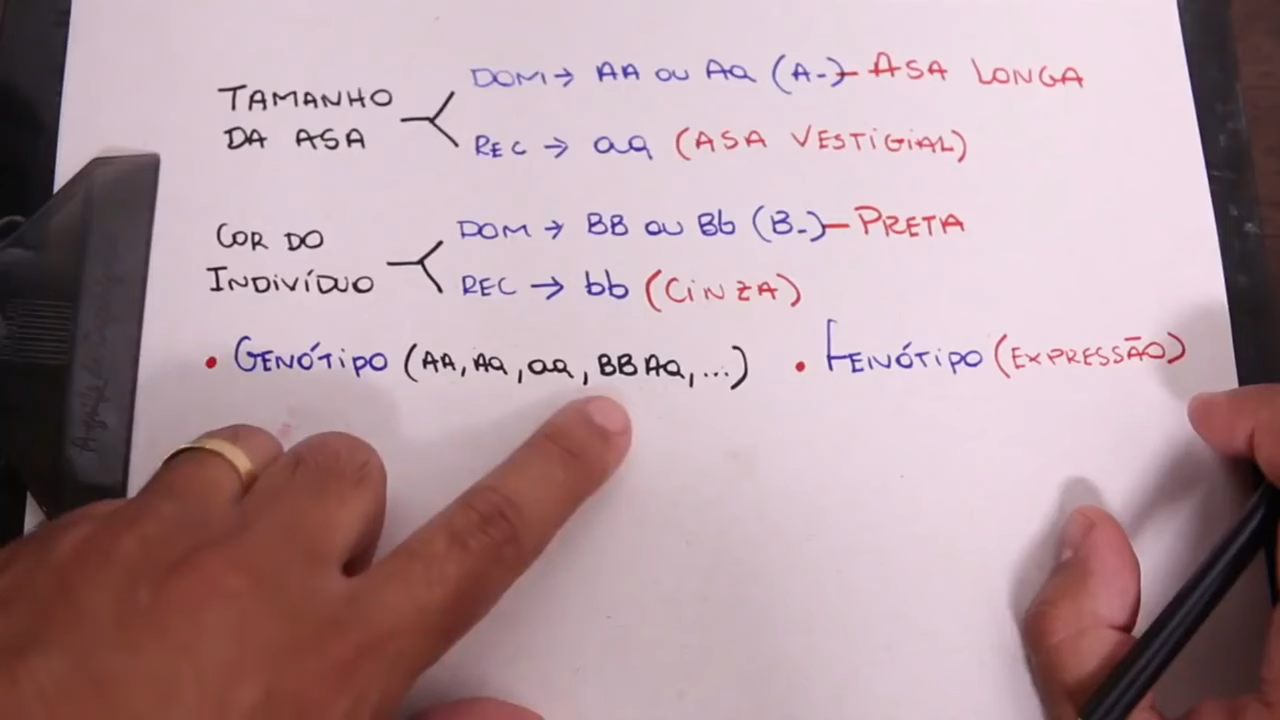 TAMANHO
DA ASA
DOM → AA ou Aa (A-)- ASA LONGA
REC → aa (ASA VESTIGIAL)
COR DO
INDIVÍDUO
DOM → BB ou Bb (B-)- PRETA
REC → bb (CINZA)
• GENÓTIPO (AA, Aa, aa, BBAa, ...) • FENÓTIPO (EXPRESSÃO)